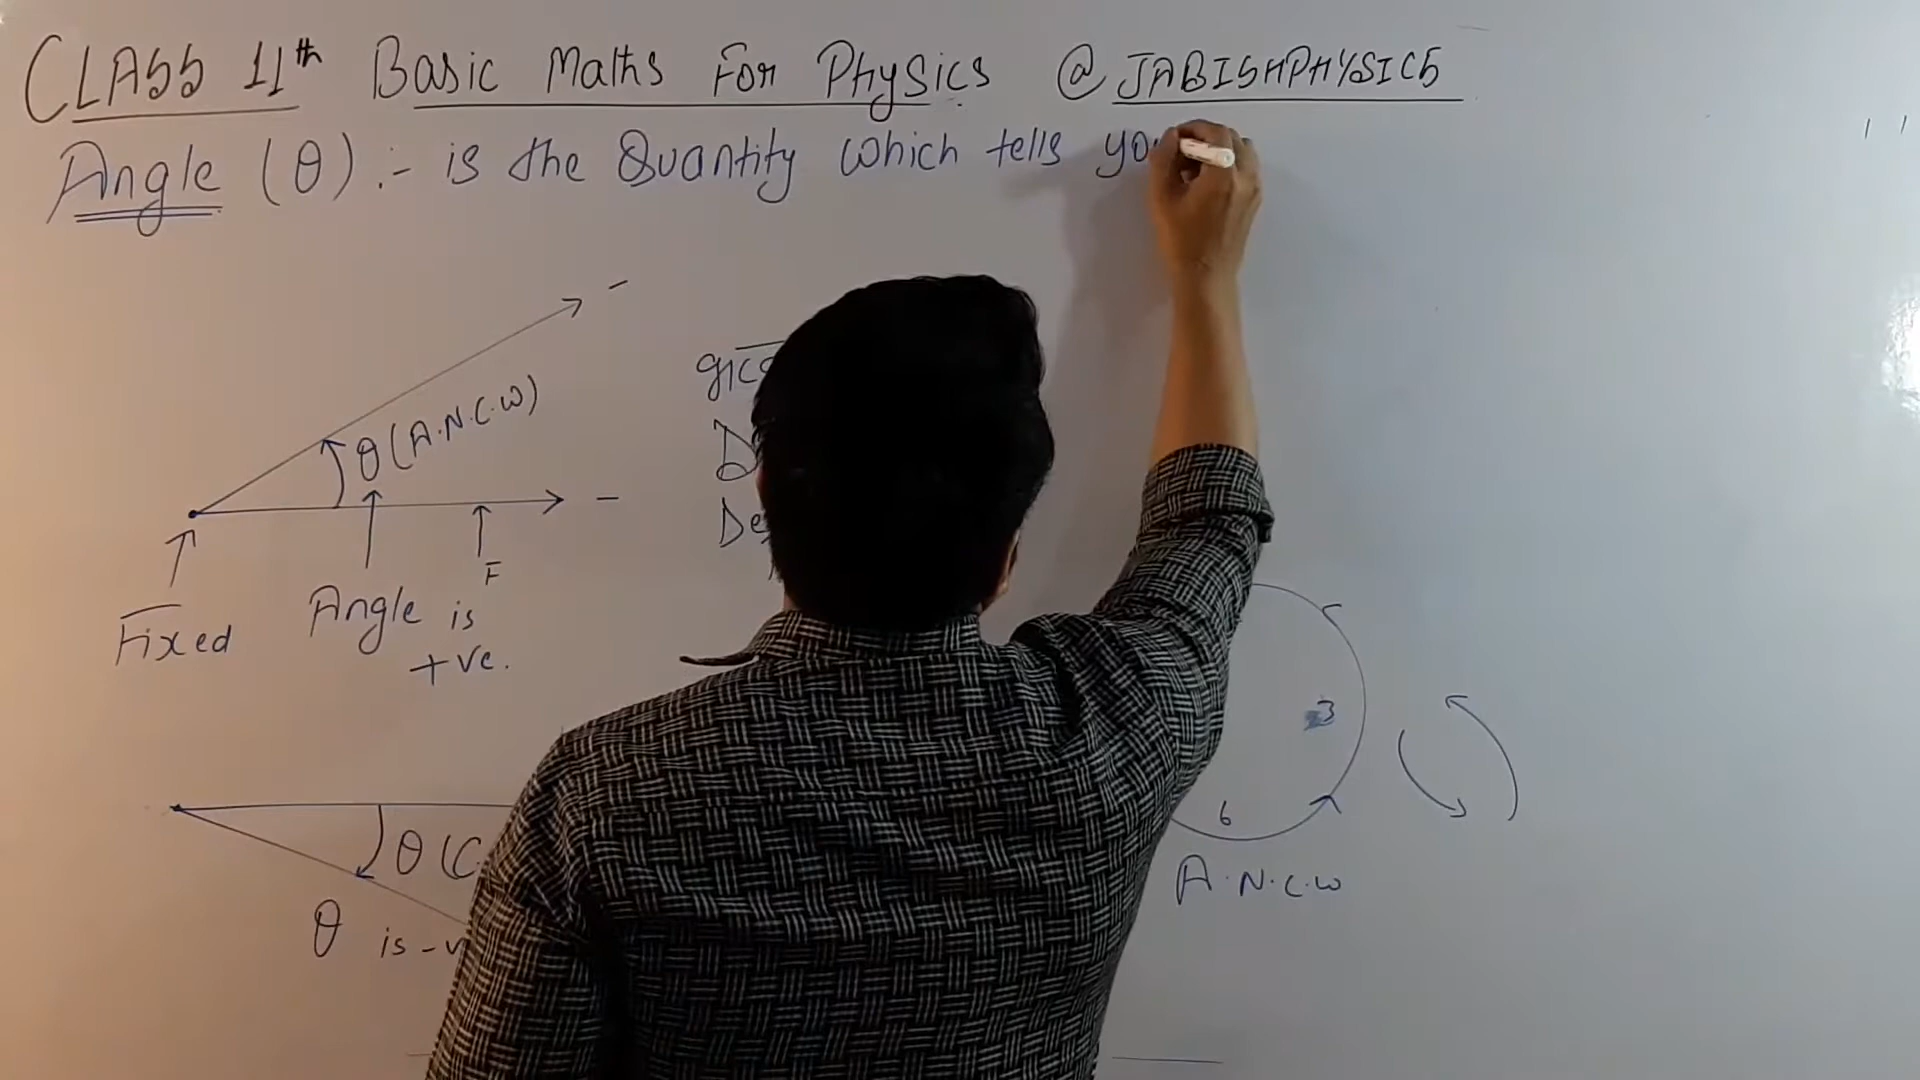 CLASS 11th Basic Maths For Physics @JABISHPHYSICS
Angle (θ) :- is the Quantity which tells
θ (A.N.C.W)
F
Fixed
Angle is
+ve.
3
6
A.N.C.W
θ (C.
θ is -v